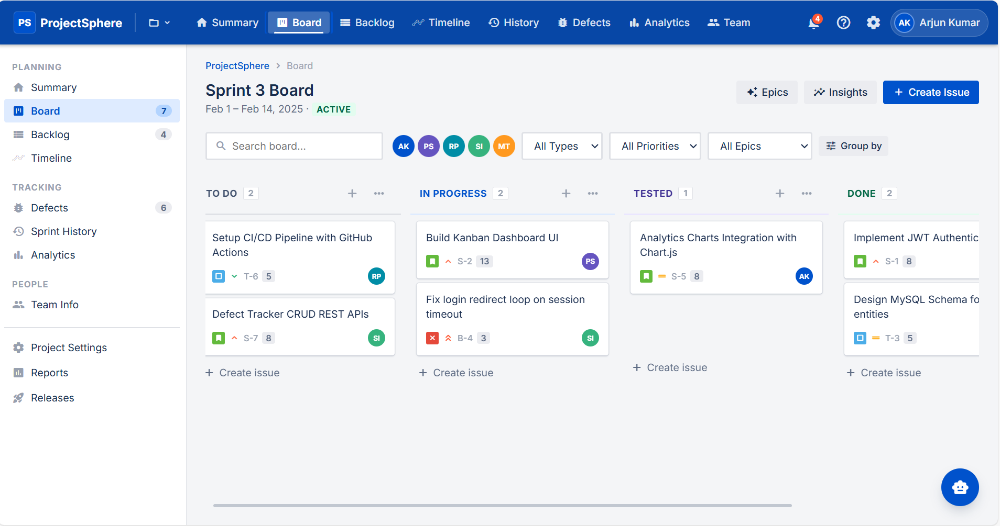 PS ProjectSphere
Summary
Board
Backlog
Timeline
History
Defects
Analytics
Team
4
AK Arjun Kumar
PLANNING
Summary
Board 7
Backlog 4
Timeline
TRACKING
Defects 6
Sprint History
Analytics
PEOPLE
Team Info
Project Settings
Reports
Releases
ProjectSphere > Board
Sprint 3 Board
Feb 1 – Feb 14, 2025 · ACTIVE
Epics
Insights
+ Create Issue
Search board...
AK PS RP SI MT
All Types
All Priorities
All Epics
Group by
TO DO 2
Setup CI/CD Pipeline with GitHub
Actions
T-6 5 RP
Defect Tracker CRUD REST APIs
S-7 8 SI
+ Create issue
IN PROGRESS 2
Build Kanban Dashboard UI
S-2 13 PS
Fix login redirect loop on session
timeout
B-4 3 SI
+ Create issue
TESTED 1
Analytics Charts Integration with
Chart.js
S-5 8 AK
+ Create issue
DONE 2
Implement JWT Authentic
S-1 8
Design MySQL Schema fo
entities
T-3 5
+ Create issue